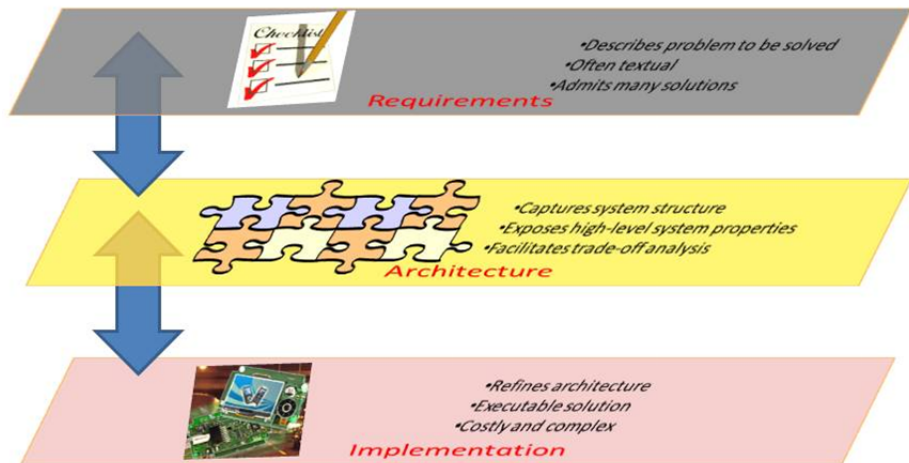 Checklist
•Describes problem to be solved
•Often textual
•Admits many solutions
Requirements
•Captures system structure
•Exposes high-level system properties
•Facilitates trade-off analysis
Architecture
•Refines architecture
•Executable solution
•Costly and complex
Implementation